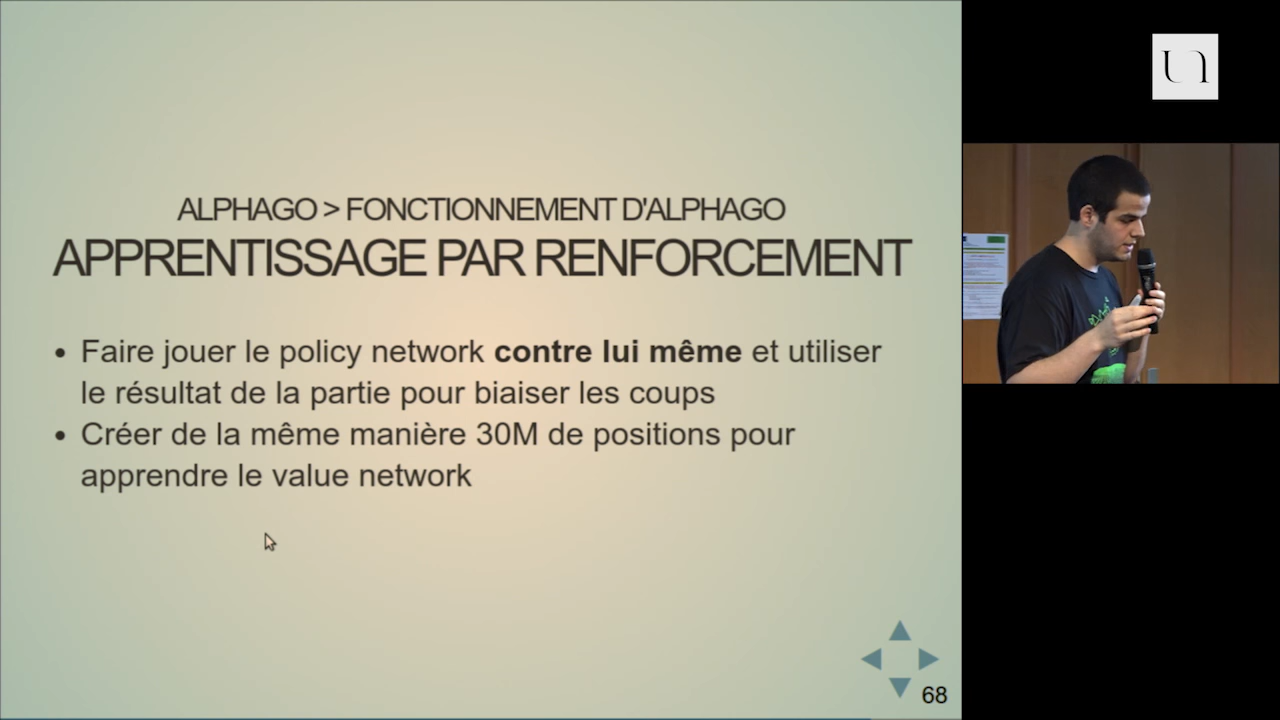 ALPHAGO > FONCTIONNEMENT D'ALPHAGO
APPRENTISSAGE PAR RENFORCEMENT
• Faire jouer le policy network contre lui même et utiliser
le résultat de la partie pour biaiser les coups
• Créer de la même manière 30M de positions pour
apprendre le value network
68